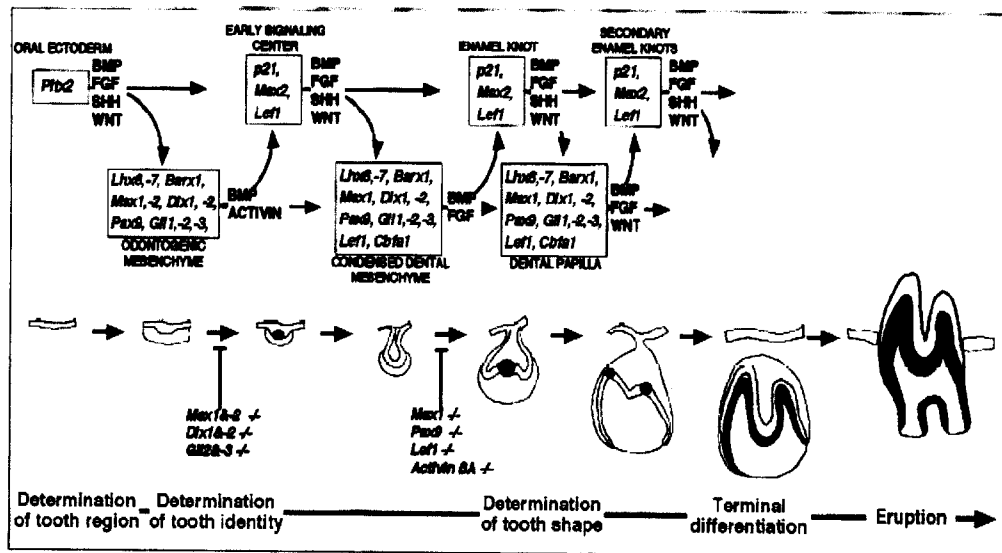 ORAL ECTODERM
Pitx2
BMP
FGF
SHH
WNT
EARLY SIGNALING
CENTER
p21,
Msx2,
Lef1
BMP
FGF
SHH
WNT
ENAMEL KNOT
p21,
Msx2,
Lef1
BMP
FGF
SHH
WNT
SECONDARY
ENAMEL KNOTS
p21,
Msx2,
Lef1
BMP
FGF
SHH
WNT
Lhx6,-7, Barx1,
Msx1,-2, Dlx1, -2,
Pax9, Gli1,-2,-3,
ODONTOGENIC
MESENCHYME
BMP
ACTIVIN
Lhx6,-7, Barx1,
Msx1, Dlx1, -2,
Pax9, Gli1,-2,-3,
Lef1, Cbfa1
CONDENSED DENTAL
MESENCHYME
BMP
FGF
Lhx6,-7, Barx1,
Msx1, Dlx1, -2,
Pax9, Gli1,-2,-3,
Lef1, Cbfa1
DENTAL PAPILLA
BMP
FGF
WNT
Msx1&-2 -/-
Dlx1&-2 -/-
Gli2&-3 -/-
Msx1 -/-
Pax9 -/-
Lef1 -/-
Activin βA -/-
Determination
of tooth region
Determination
of tooth identity
Determination
of tooth shape
Terminal
differentiation
Eruption